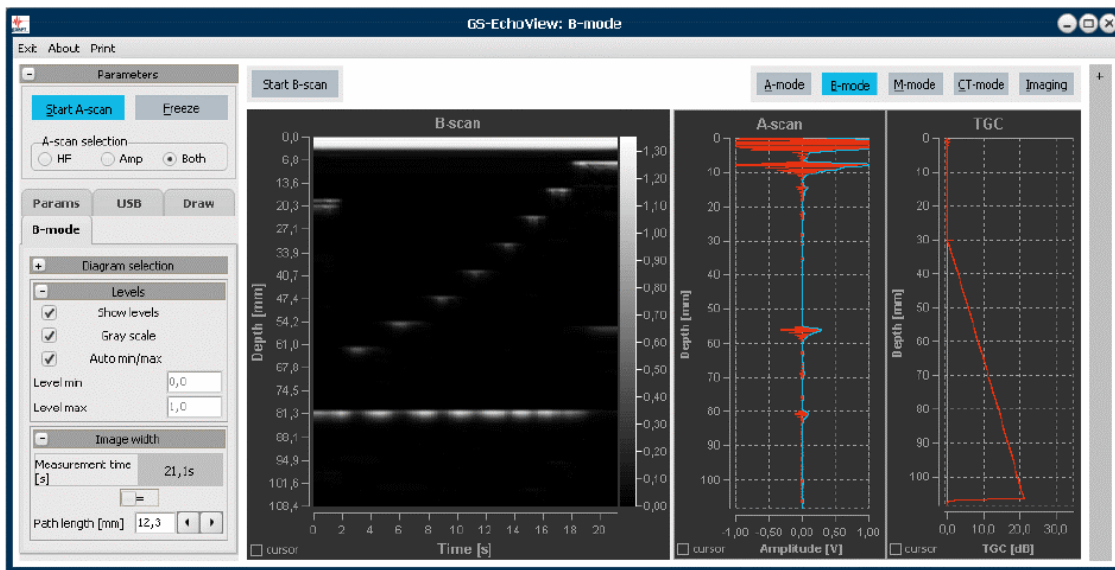 GS-EchoView: B-mode
Exit About Print
Parameters
Start A-scan Freeze
A-scan selection
HF Amp Both
Params USB Draw
B-mode
Diagram selection
Levels
Show levels
Gray scale
Auto min/max
Level min 0,0
Level max 1,0
Image width
Measurement time [s] 21,1s
=
Path length [mm] 12,3
Start B-scan
A-mode B-mode M-mode CT-mode Imaging
B-scan
Depth [mm]
0,0
6,8
13,6
20,3
27,1
33,9
40,7
47,4
54,2
61,0
67,8
74,5
81,3
88,1
94,9
101,6
108,4
0 2 4 6 8 10 12 14 16 18 20
Time [s]
cursor
1,30
1,20
1,10
1,00
0,90
0,80
0,70
0,60
0,50
0,40
0,30
0,20
0,10
0,00
A-scan
Depth [mm]
0
10
20
30
40
50
60
70
80
90
100
-1,00 -0,50 0,00 0,50 1,00
cursor Amplitude [V]
TGC
Depth [mm]
0
10
20
30
40
50
60
70
80
90
100
0,0 10,0 20,0 30,0
cursor TGC [dB]
+